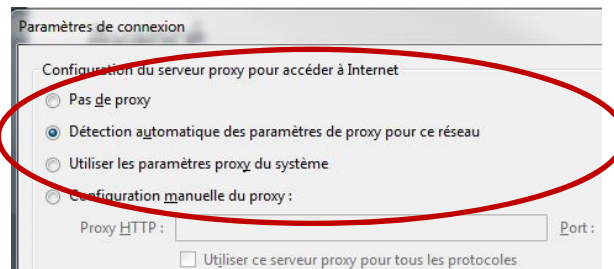 Paramètres de connexion
Configuration du serveur proxy pour accéder à Internet
Pas de proxy
Détection automatique des paramètres de proxy pour ce réseau
Utiliser les paramètres proxy du système
Configuration manuelle du proxy :
Proxy HTTP : Port :
Utiliser ce serveur proxy pour tous les protocoles